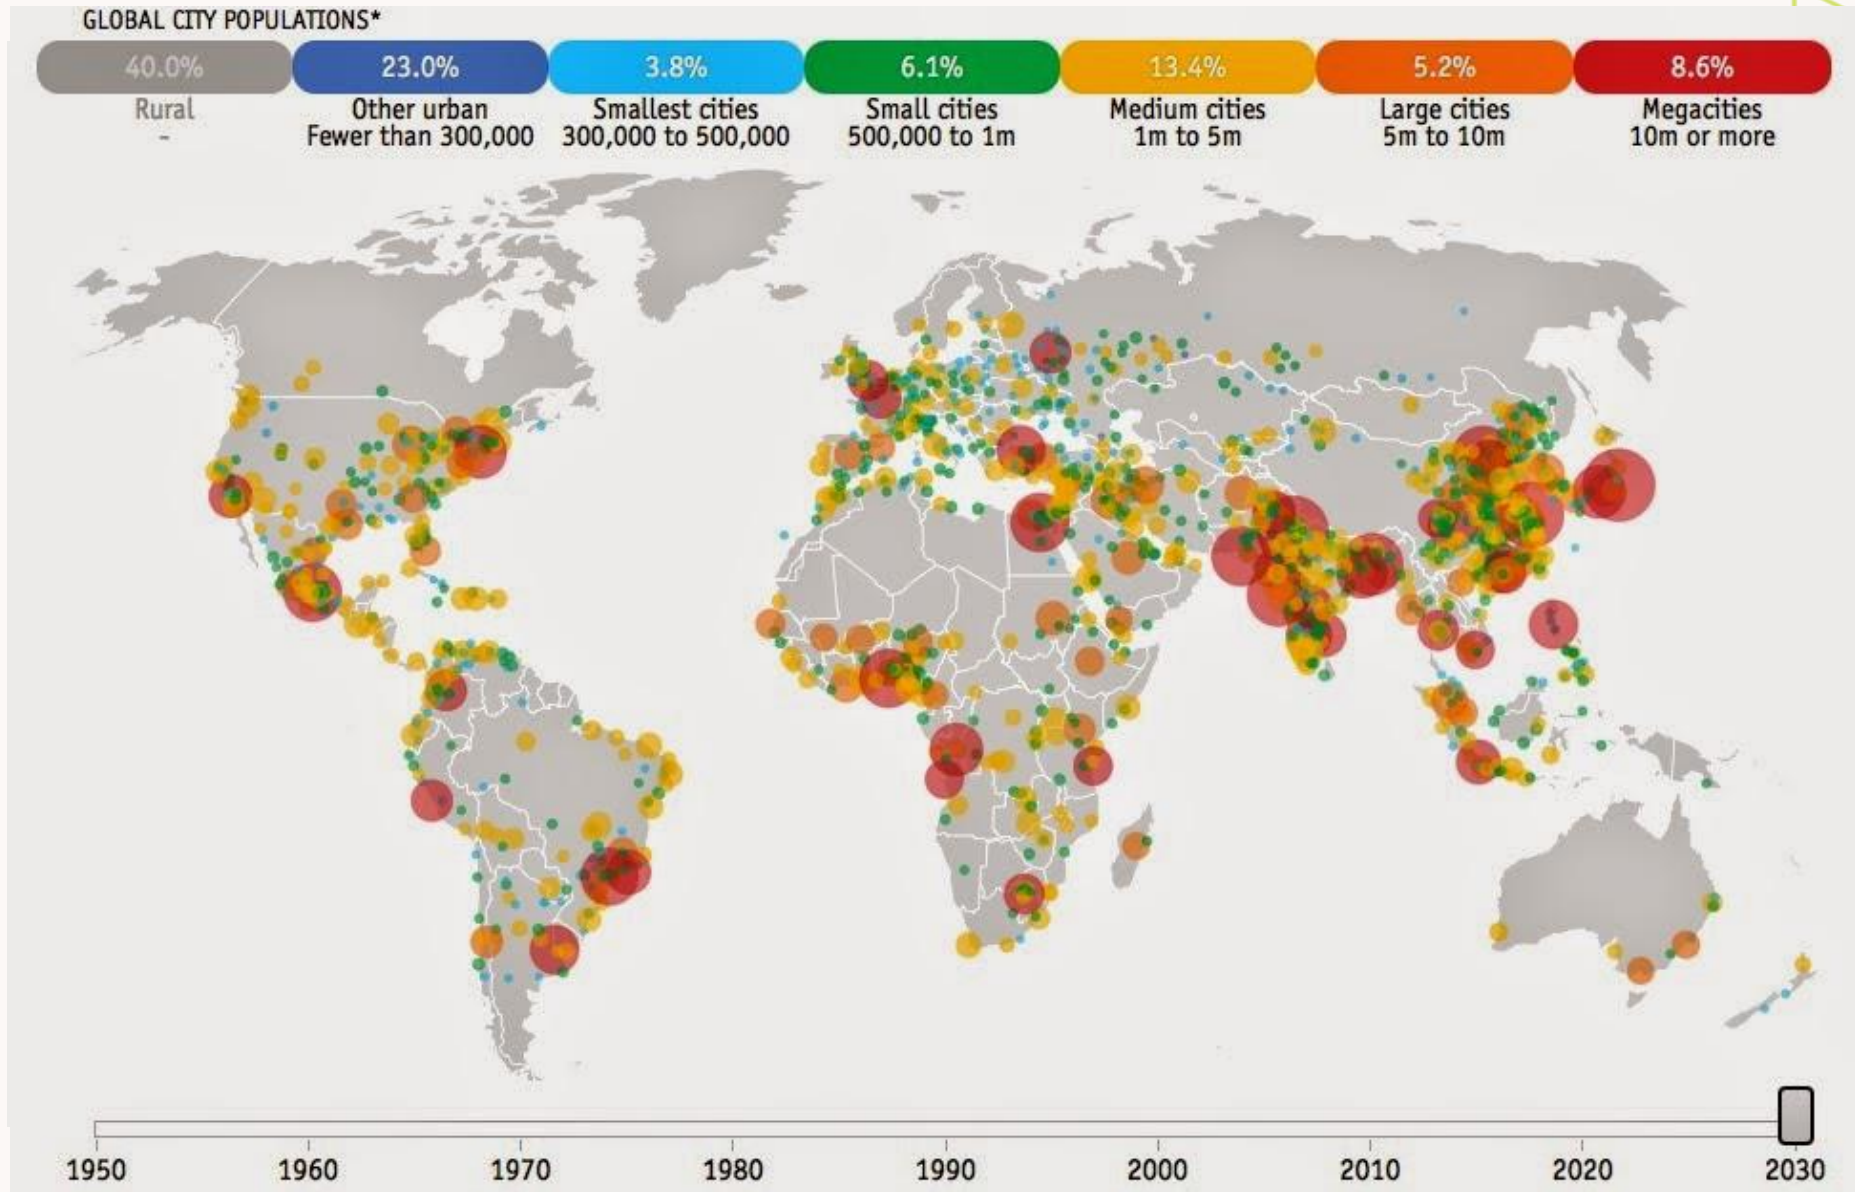 GLOBAL CITY POPULATIONS*
40.0% 23.0% 3.8% 6.1% 13.4% 5.2% 8.6%
Rural Other urban Smallest cities Small cities Medium cities Large cities Megacities
– Fewer than 300,000 300,000 to 500,000 500,000 to 1m 1m to 5m 5m to 10m 10m or more
1950 1960 1970 1980 1990 2000 2010 2020 2030